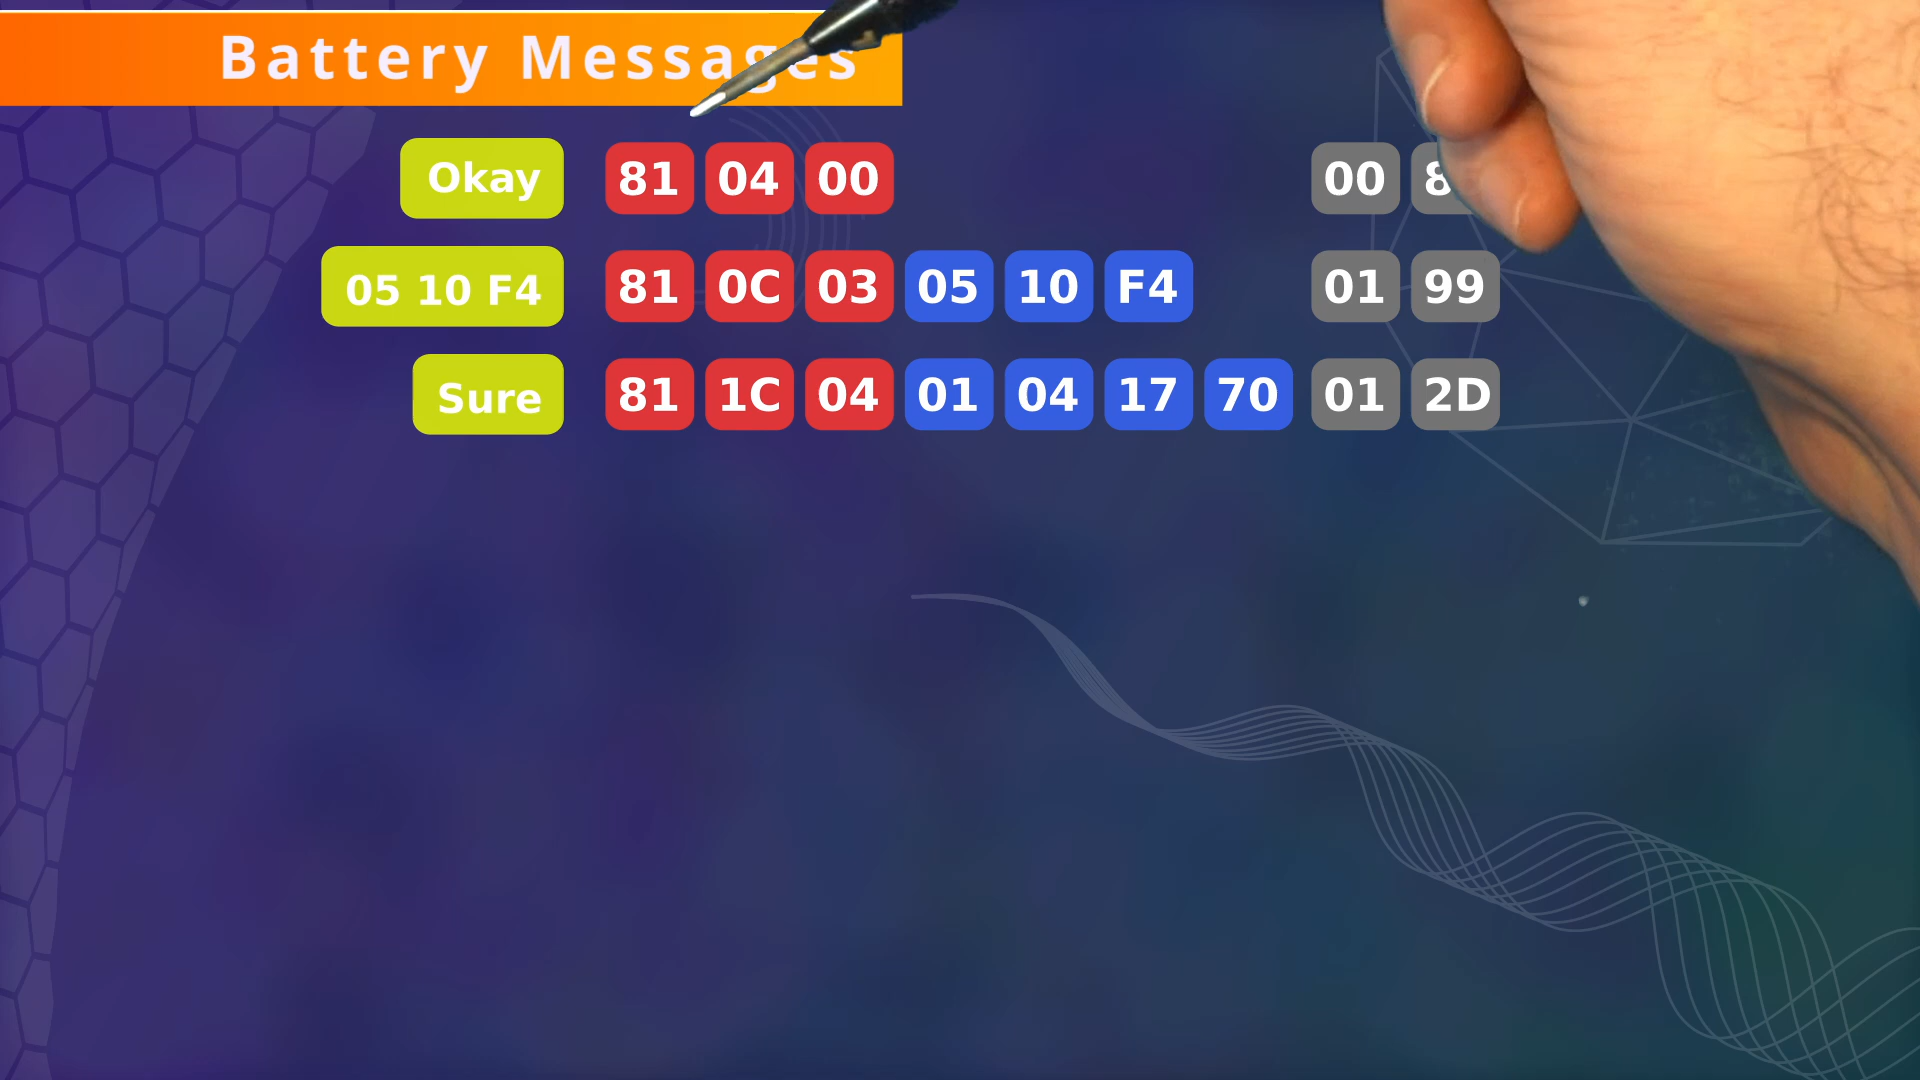 Battery Messages
Okay 81 04 00 00
05 10 F4 81 0C 03 05 10 F4 01 99
Sure 81 1C 04 01 04 17 70 01 2D